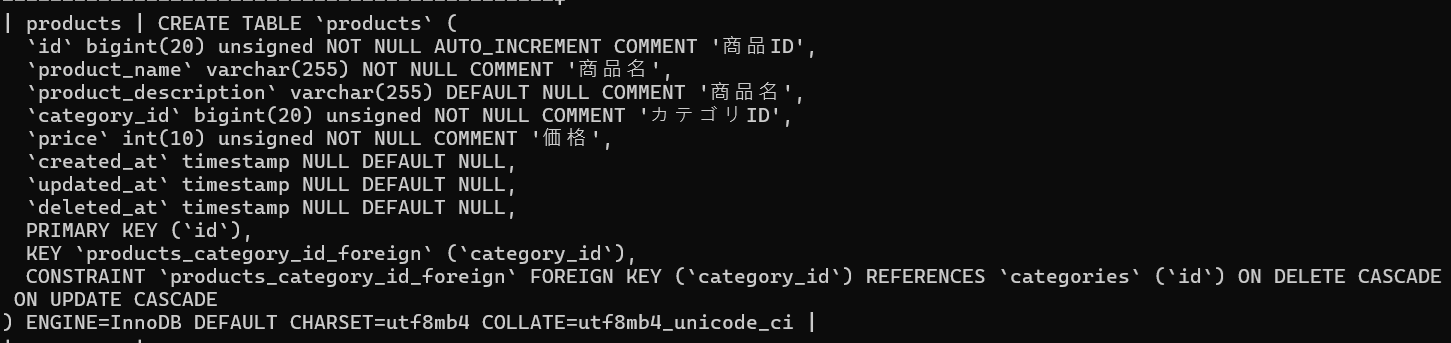 | products | CREATE TABLE `products` (
  `id` bigint(20) unsigned NOT NULL AUTO_INCREMENT COMMENT '商品ID',
  `product_name` varchar(255) NOT NULL COMMENT '商品名',
  `product_description` varchar(255) DEFAULT NULL COMMENT '商品名',
  `category_id` bigint(20) unsigned NOT NULL COMMENT 'カテゴリID',
  `price` int(10) unsigned NOT NULL COMMENT '価格',
  `created_at` timestamp NULL DEFAULT NULL,
  `updated_at` timestamp NULL DEFAULT NULL,
  `deleted_at` timestamp NULL DEFAULT NULL,
  PRIMARY KEY (`id`),
  KEY `products_category_id_foreign` (`category_id`),
  CONSTRAINT `products_category_id_foreign` FOREIGN KEY (`category_id`) REFERENCES `categories` (`id`) ON DELETE CASCADE
 ON UPDATE CASCADE
) ENGINE=InnoDB DEFAULT CHARSET=utf8mb4 COLLATE=utf8mb4_unicode_ci |